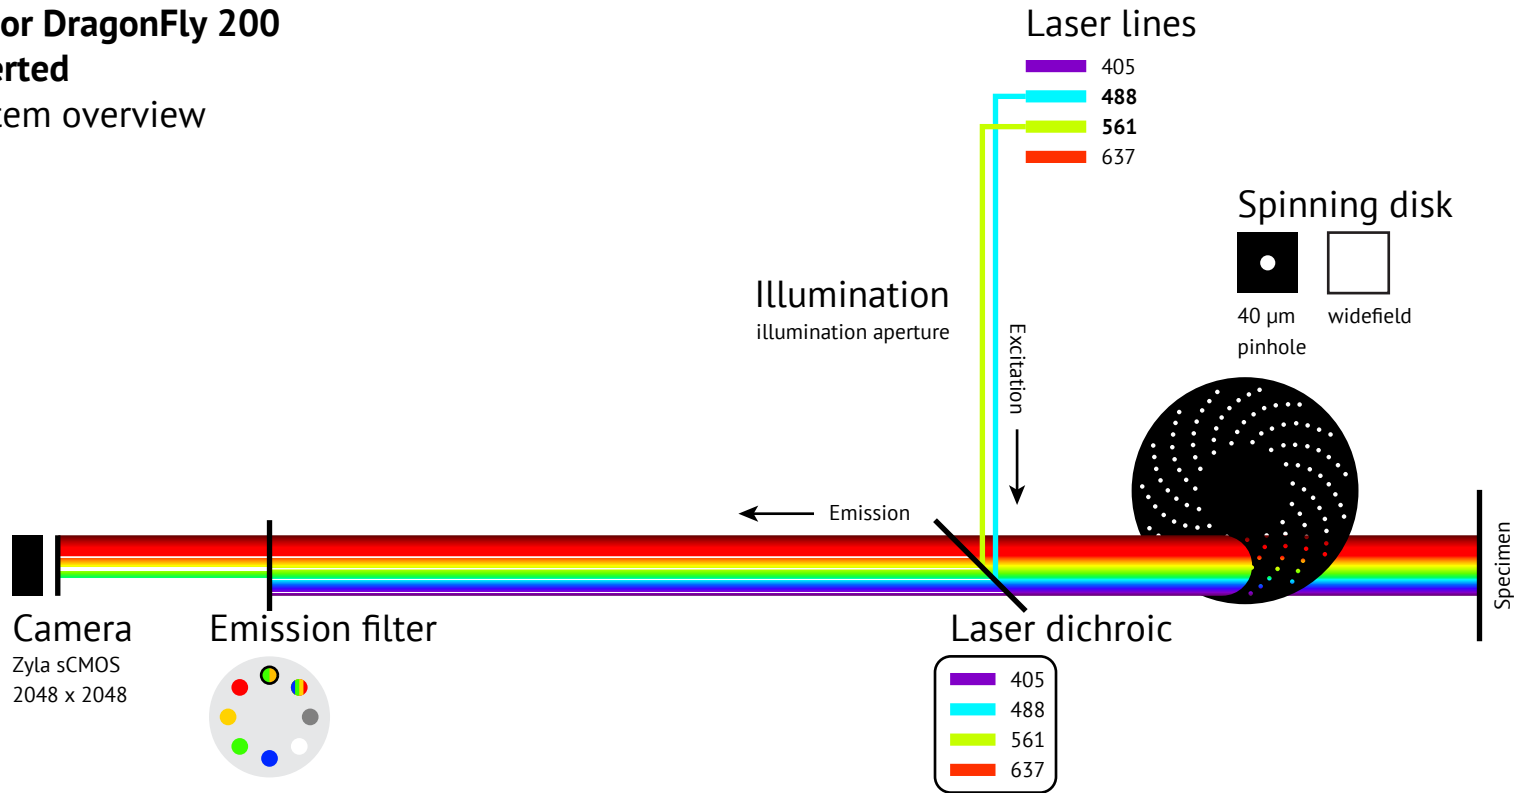 or DragonFly 200
erted
tem overview
Laser lines
405
488
561
637
Spinning disk
40 µm
pinhole
widefield
Illumination
illumination aperture
Excitation
Emission
Specimen
Camera
Zyla sCMOS
2048 x 2048
Emission filter
Laser dichroic
405
488
561
637